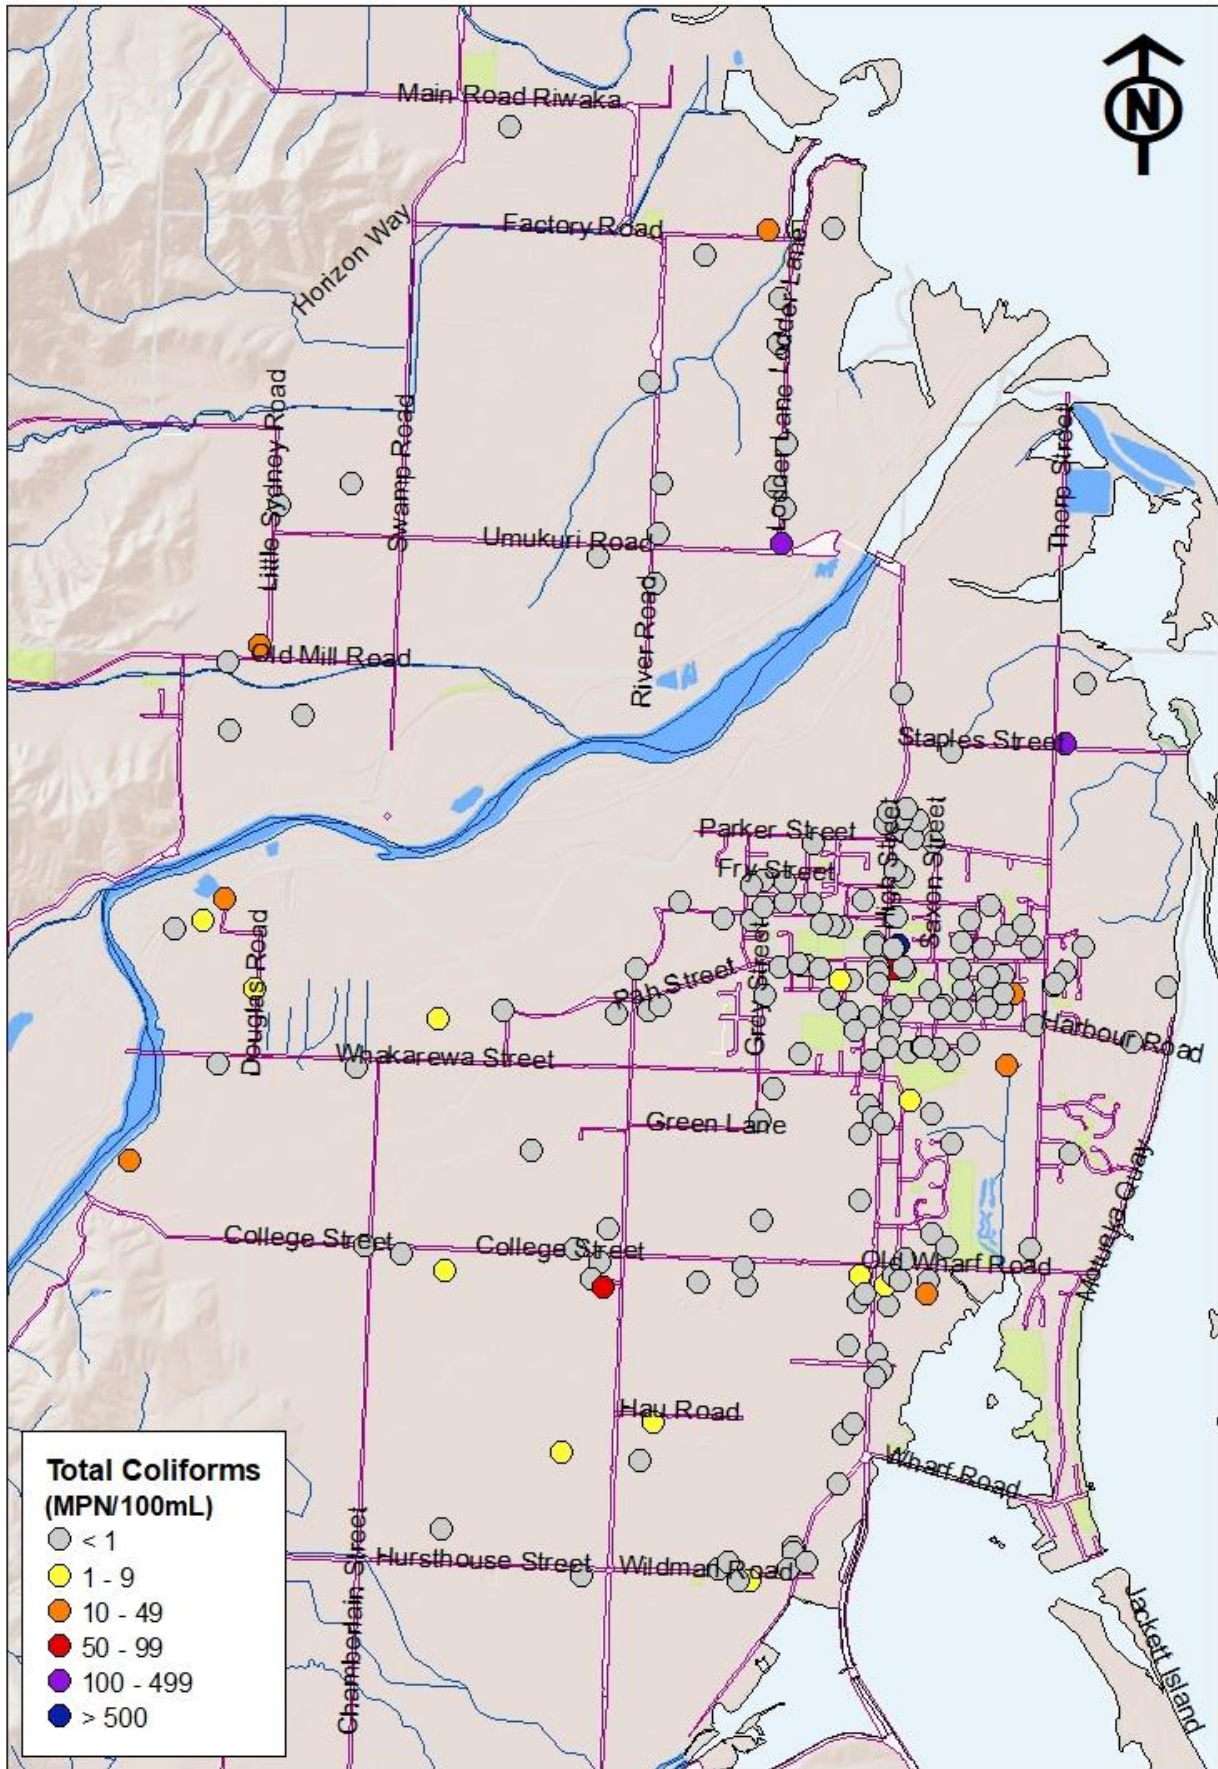 N
Main Road Riwaka
Factory Road
Horizon Way
Lodder Lane
Lodder Lane
Little Sydney Road
Swamp Road
Thorp Street
Umukuri Road
River Road
Old Mill Road
Staples Street
Parker Street
High Street
Saxon Street
Fry Street
Grey Street
Pah Street
Douglas Road
Harbour Road
Whakarewa Street
Green Lane
Motueka Quay
College Street
College Street
Old Wharf Road
Hau Road
Wharf Road
Hursthouse Street
Wildman Road
Chamberlain Street
Jackett Island
Total Coliforms
(MPN/100mL)
< 1
1 - 9
10 - 49
50 - 99
100 - 499
> 500